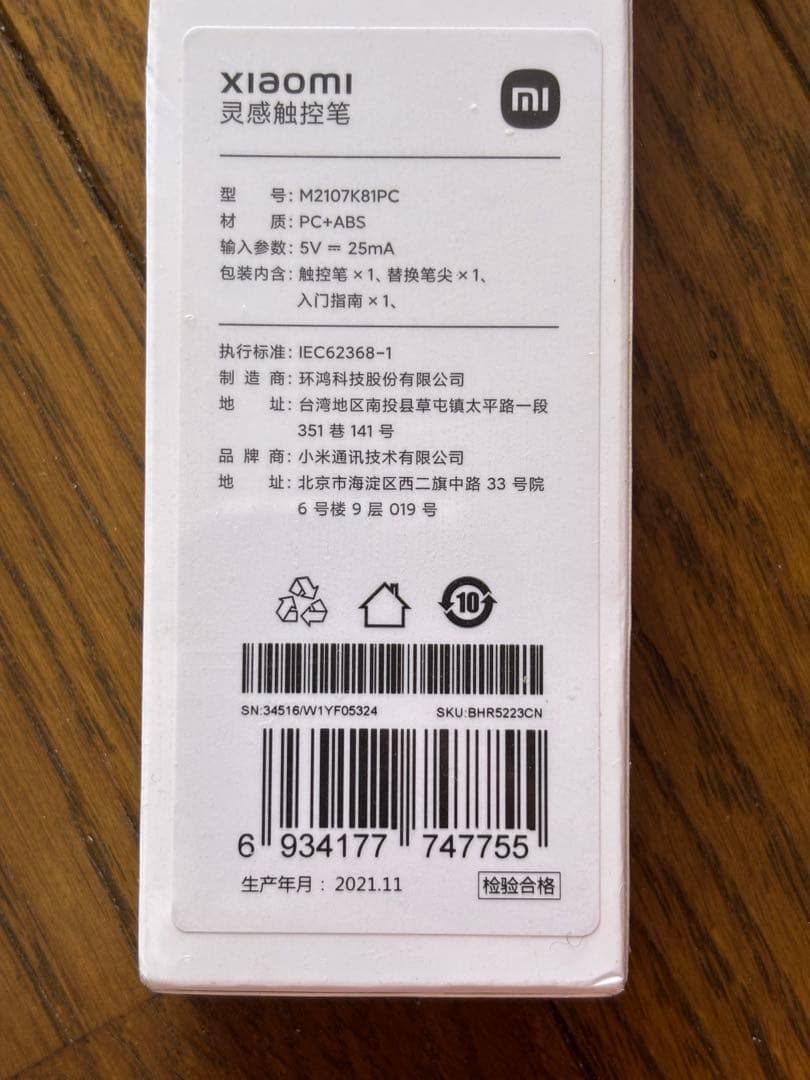 xiaomi
灵感触控笔
mi
型 号: M2107K81PC
材 质: PC+ABS
输入参数: 5V ⎓ 25mA
包装内含: 触控笔×1、替换笔尖×1、
入门指南×1、
执行标准: IEC62368-1
制 造 商: 环鸿科技股份有限公司
地 址: 台湾地区南投县草屯镇太平路一段
351 巷 141 号
品 牌 商: 小米通讯技术有限公司
地 址: 北京市海淀区西二旗中路 33 号院
6 号楼 9 层 019 号
10
SN:34516/W1YF05324 SKU:BHR5223CN
6 934177 747755
生产年月: 2021.11 检验合格